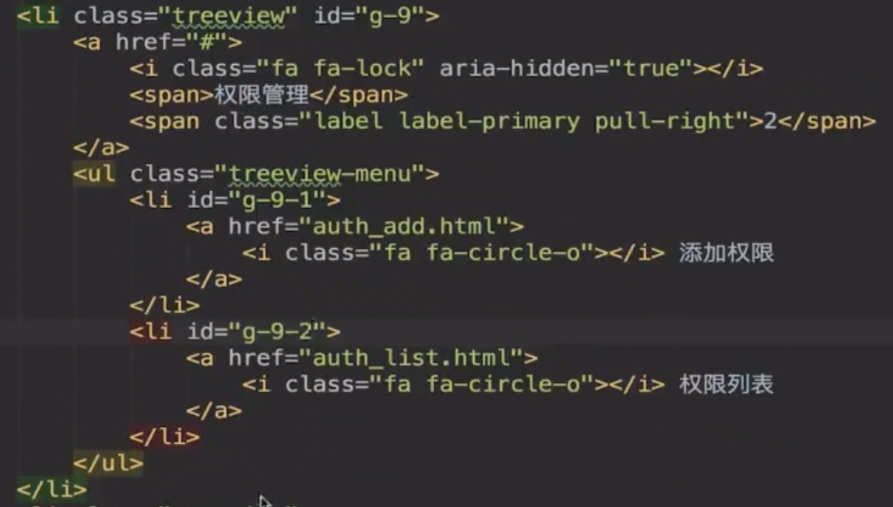 <li class="treeview" id="g-9">
<a href="#">
<i class="fa fa-lock" aria-hidden="true"></i>
<span>权限管理</span>
<span class="label label-primary pull-right">2</span>
</a>
<ul class="treeview-menu">
<li id="g-9-1">
<a href="auth_add.html">
<i class="fa fa-circle-o"></i> 添加权限
</a>
</li>
<li id="g-9-2">
<a href="auth_list.html">
<i class="fa fa-circle-o"></i> 权限列表
</a>
</li>
</ul>
</li>